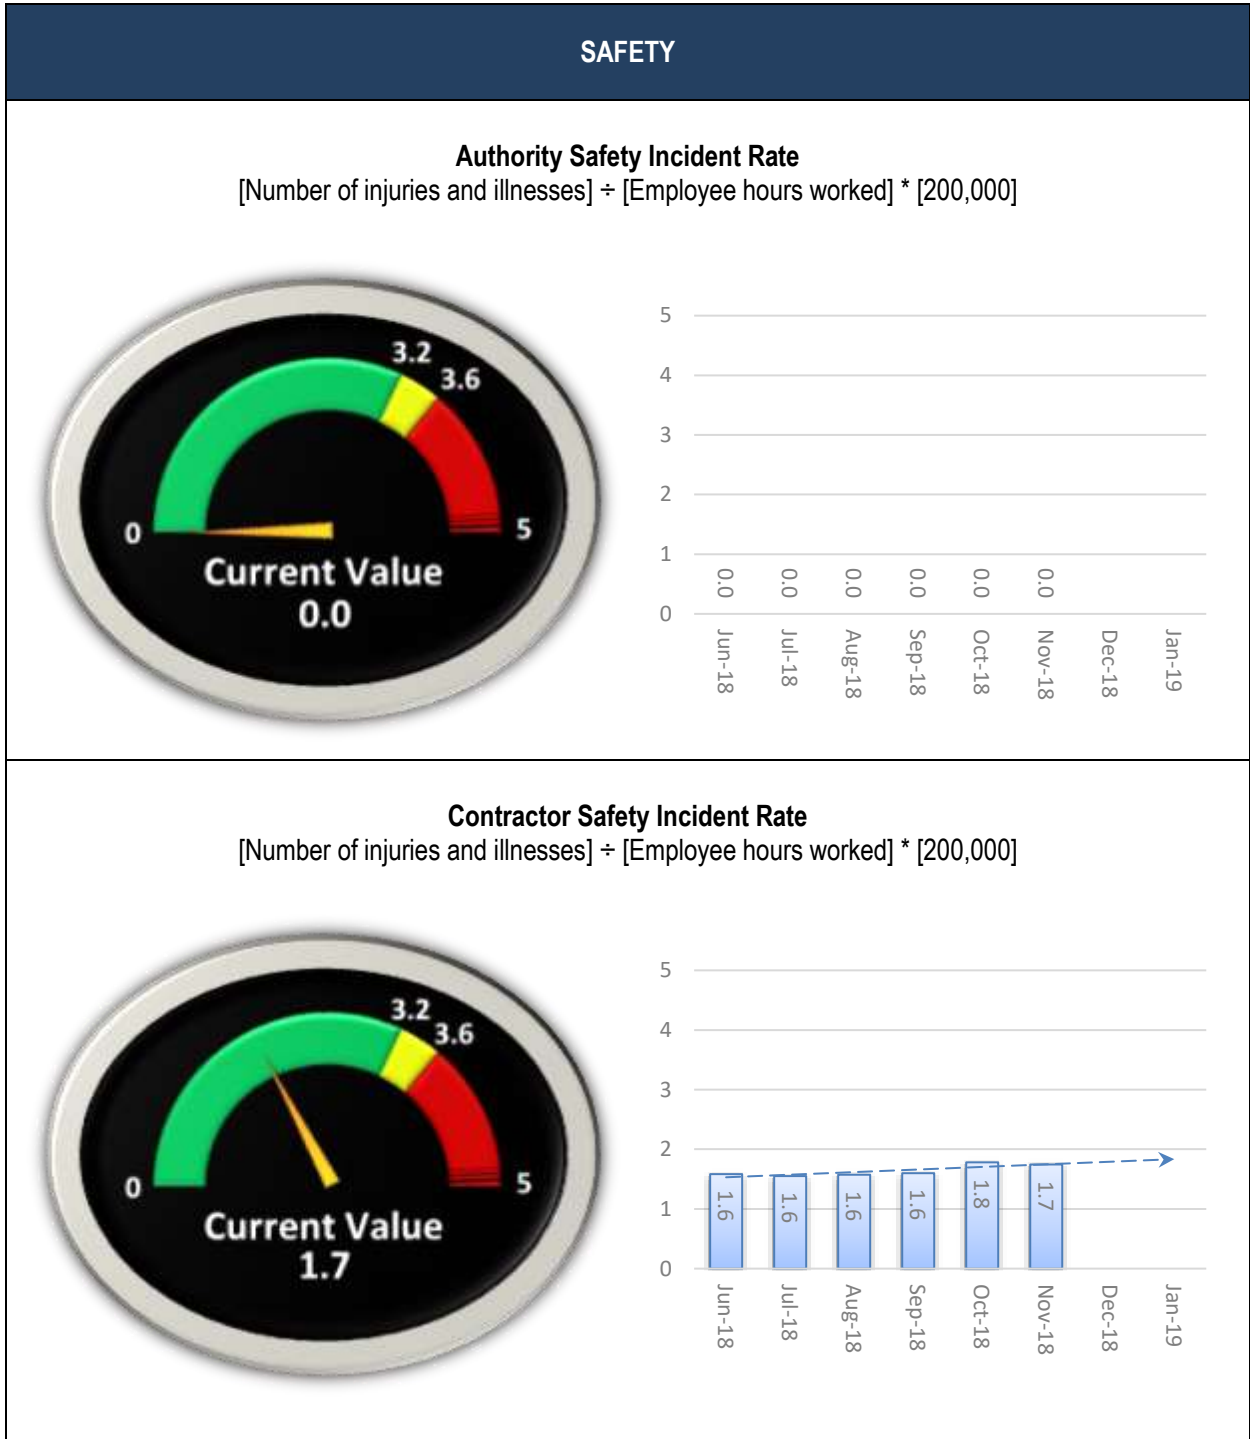 SAFETY
Authority Safety Incident Rate
[Number of injuries and illnesses] ÷ [Employee hours worked] * [200,000]
3.2
3.6
0
5
Current Value
0.0
5
4
3
2
1
0
0.0 0.0 0.0 0.0 0.0 0.0
Jun-18 Jul-18 Aug-18 Sep-18 Oct-18 Nov-18 Dec-18 Jan-19
Contractor Safety Incident Rate
[Number of injuries and illnesses] ÷ [Employee hours worked] * [200,000]
3.2
3.6
0
5
Current Value
1.7
5
4
3
2
1
0
1.6 1.6 1.6 1.6 1.8 1.7
Jun-18 Jul-18 Aug-18 Sep-18 Oct-18 Nov-18 Dec-18 Jan-19